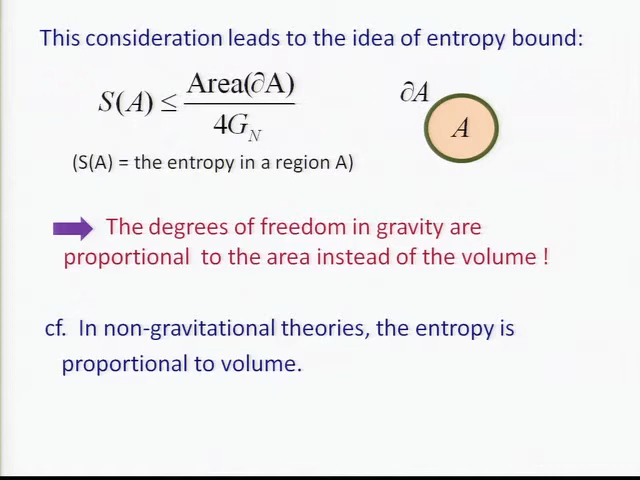 This consideration leads to the idea of entropy bound:
S(A) ≤ Area(∂A) / 4G_N
∂A
A
(S(A) = the entropy in a region A)
The degrees of freedom in gravity are
proportional to the area instead of the volume !
cf. In non-gravitational theories, the entropy is
proportional to volume.